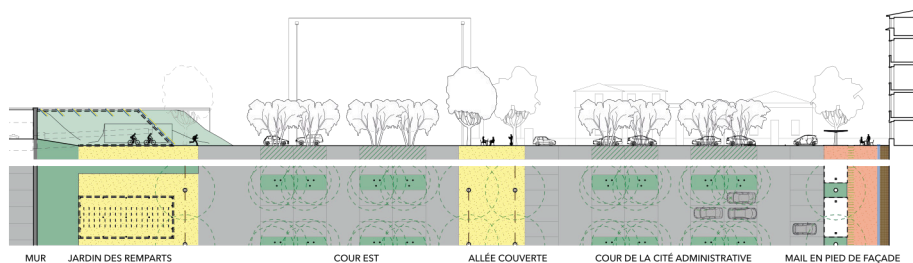 MUR
JARDIN DES REMPARTS
COUR EST
ALLÉE COUVERTE
COUR DE LA CITÉ ADMINISTRATIVE
MAIL EN PIED DE FAÇADE